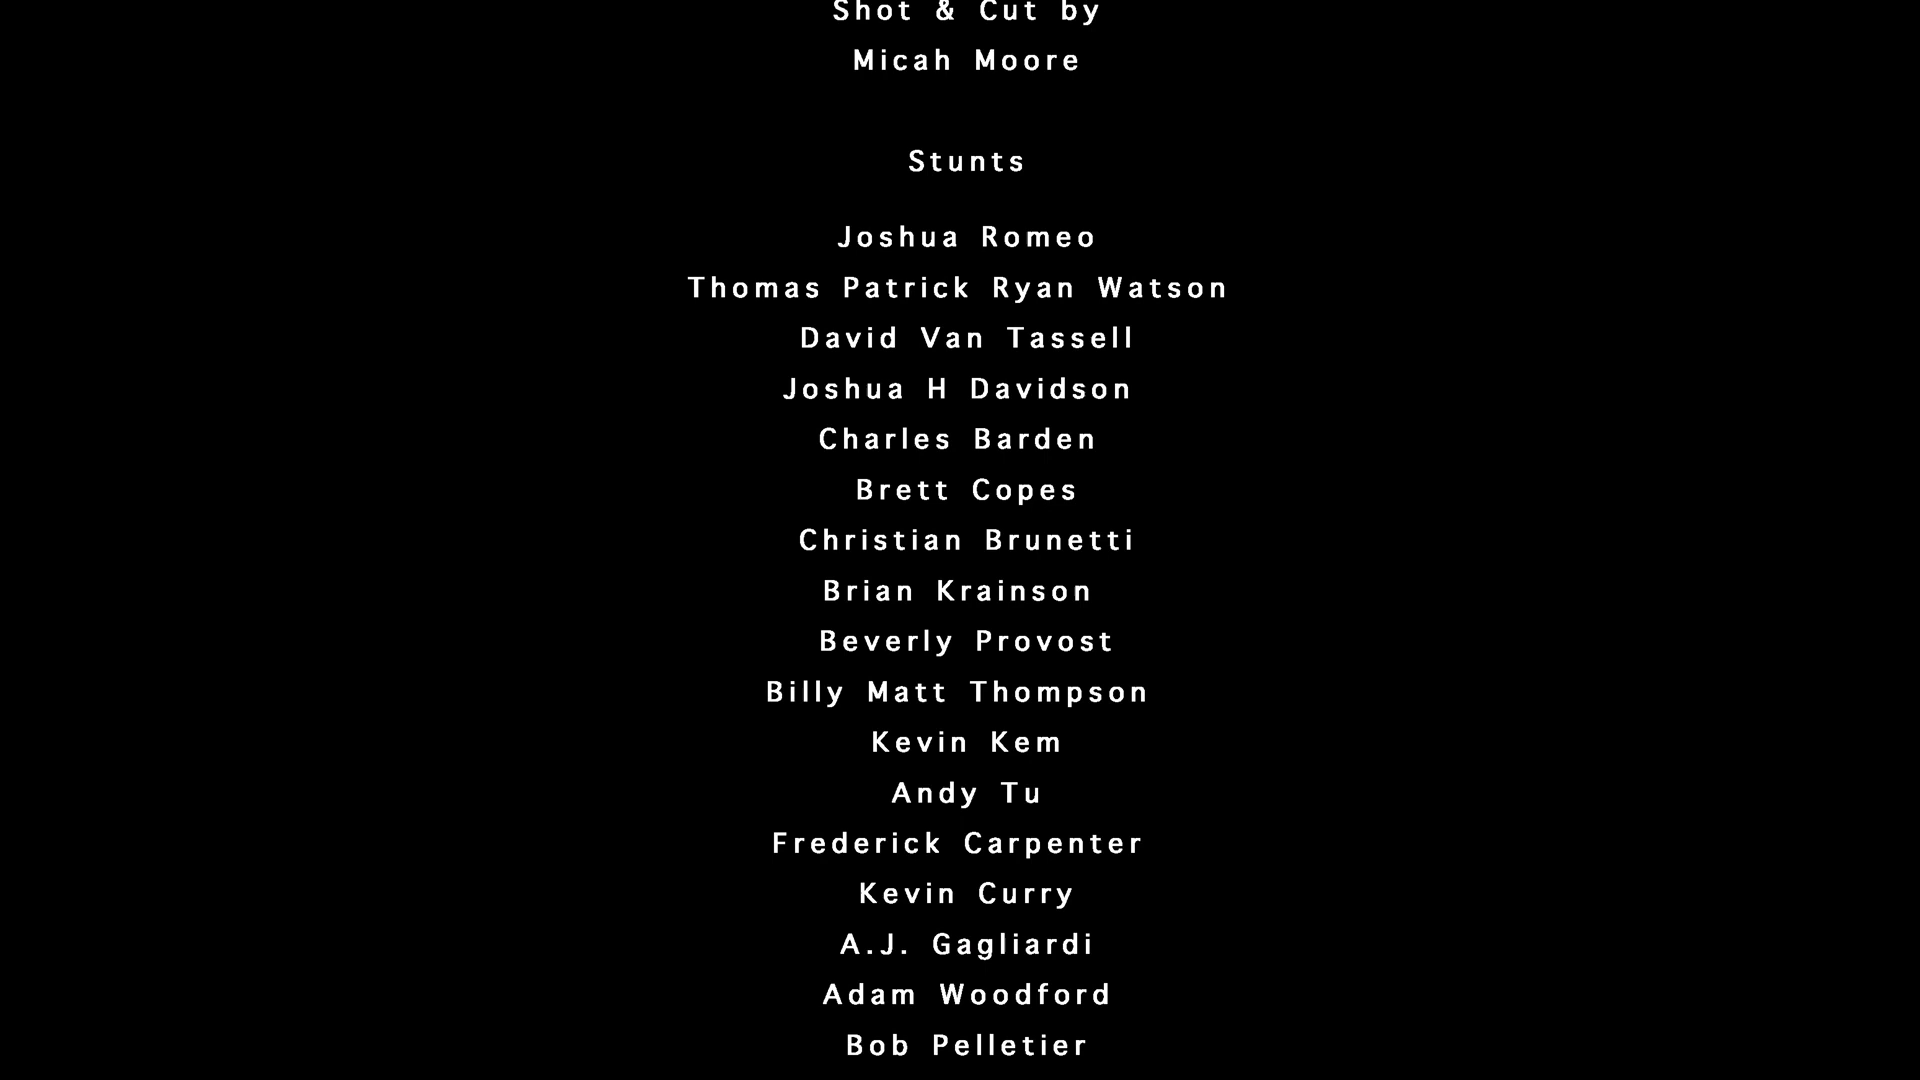 Shot & Cut by
Micah Moore
Stunts
Joshua Romeo
Thomas Patrick Ryan Watson
David Van Tassell
Joshua H Davidson
Charles Barden
Brett Copes
Christian Brunetti
Brian Krainson
Beverly Provost
Billy Matt Thompson
Kevin Kem
Andy Tu
Frederick Carpenter
Kevin Curry
A.J. Gagliardi
Adam Woodford
Bob Pelletier